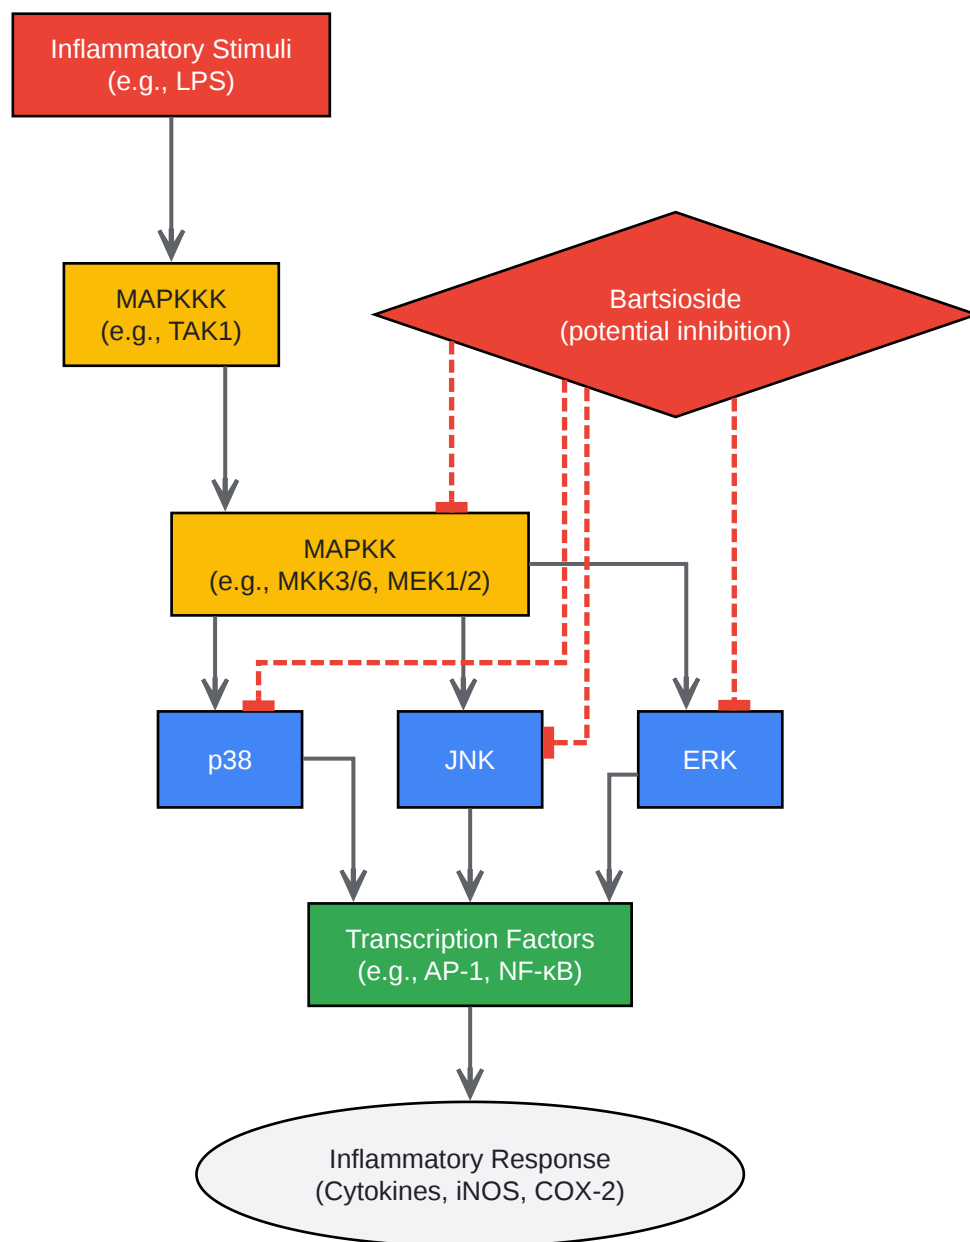 Inflammatory Stimuli
(e.g., LPS)
MAPKKK
(e.g., TAK1)
Bartsioside
(potential inhibition)
MAPKK
(e.g., MKK3/6, MEK1/2)
p38
JNK
ERK
Transcription Factors
(e.g., AP-1, NF-κB)
Inflammatory Response
(Cytokines, iNOS, COX-2)